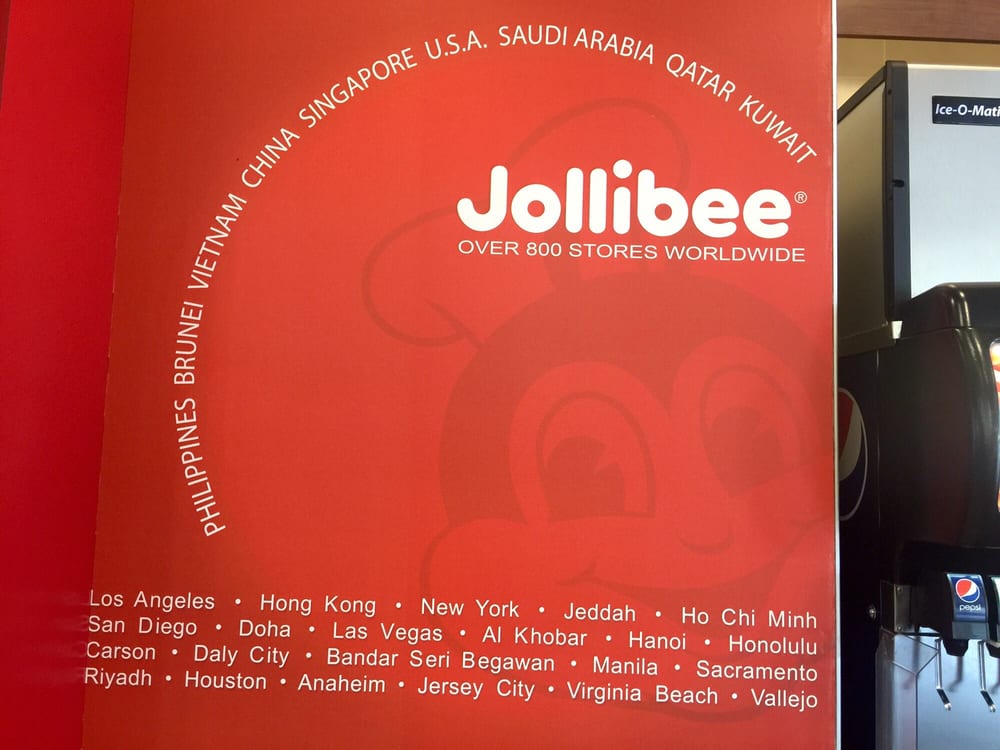 PHILIPPINES BRUNEI VIETNAM CHINA SINGAPORE U.S.A. SAUDI ARABIA QATAR KUWAIT
Jollibee®
OVER 800 STORES WORLDWIDE
Los Angeles • Hong Kong • New York • Jeddah • Ho Chi Minh
San Diego • Doha • Las Vegas • Al Khobar • Hanoi • Honolulu
Carson • Daly City • Bandar Seri Begawan • Manila • Sacramento
Riyadh • Houston • Anaheim • Jersey City • Virginia Beach • Vallejo
Ice-O-Mati
pepsi